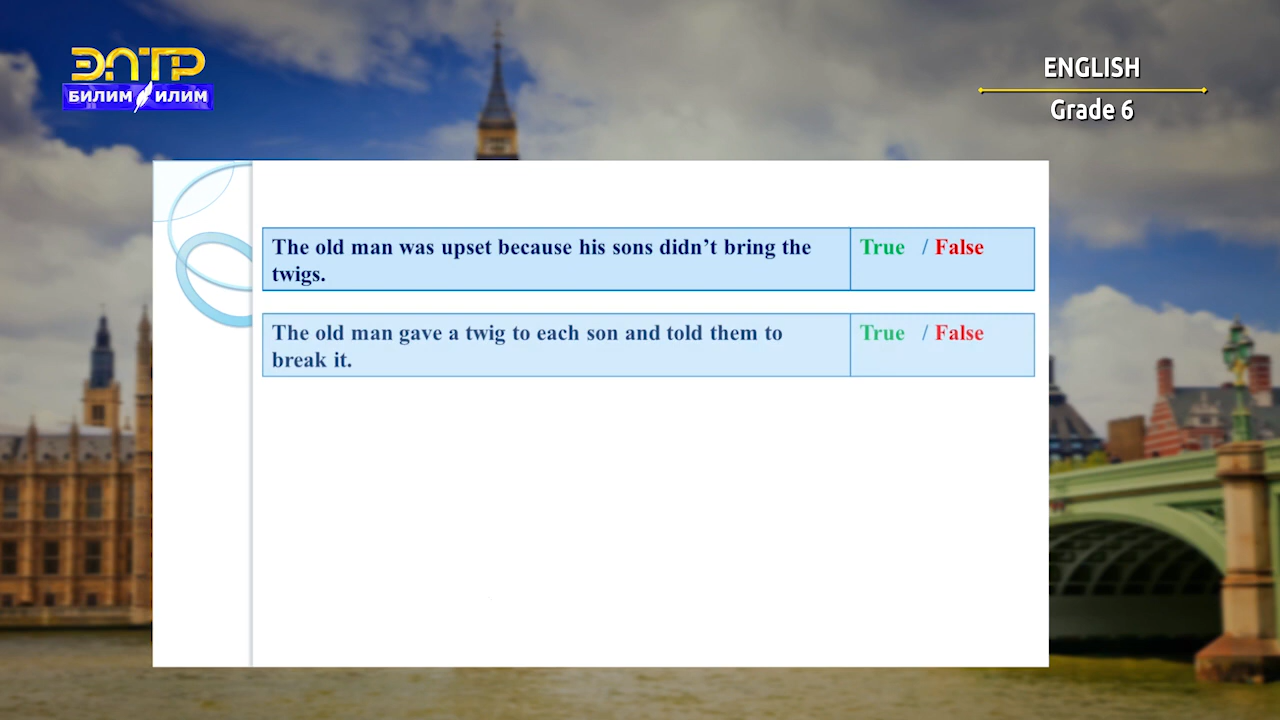 ЭЛТР
БИЛИМ ИЛИМ
ENGLISH
Grade 6
The old man was upset because his sons didn’t bring the
twigs.
True / False
The old man gave a twig to each son and told them to
break it.
True / False